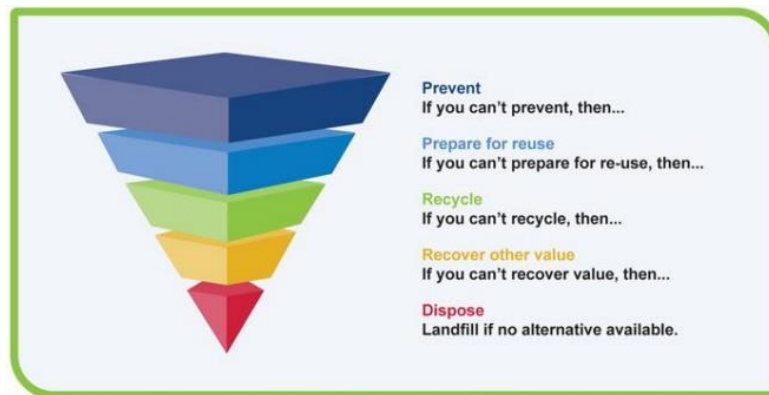 Prevent
If you can’t prevent, then...
Prepare for reuse
If you can’t prepare for re-use, then...
Recycle
If you can’t recycle, then...
Recover other value
If you can’t recover value, then...
Dispose
Landfill if no alternative available.